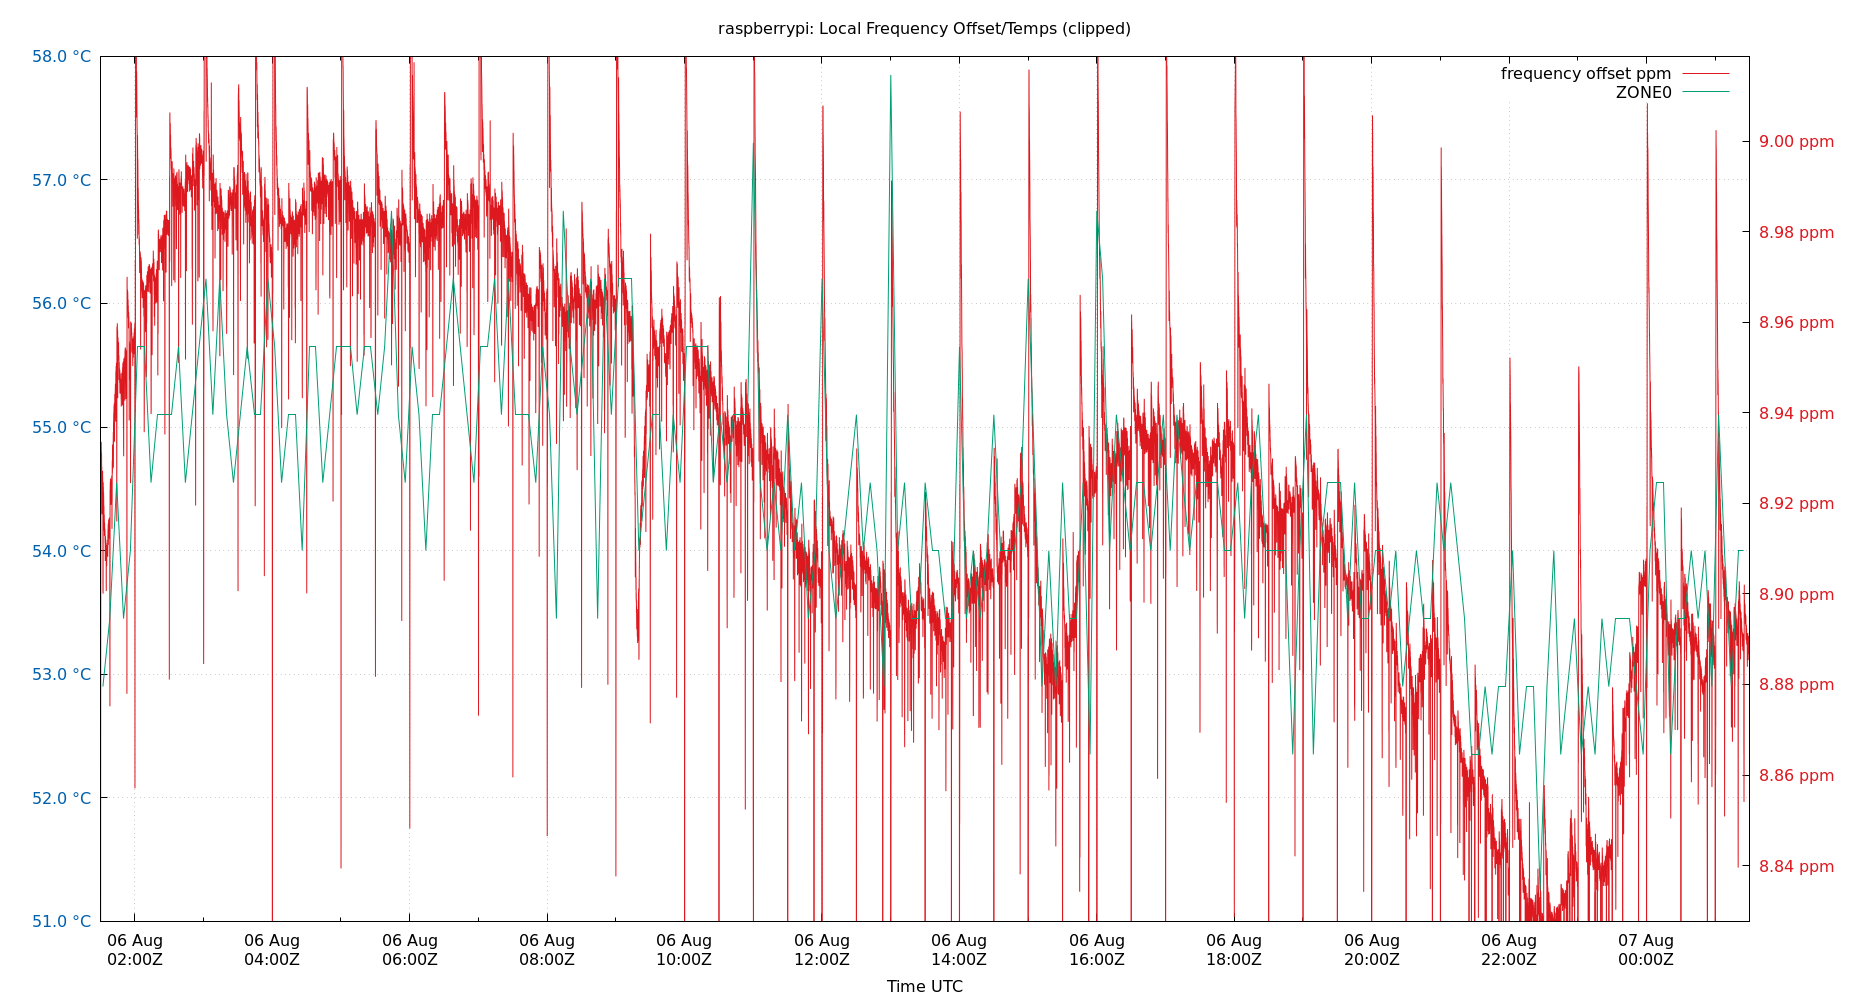 raspberrypi: Local Frequency Offset/Temps (clipped)
58.0 °C
57.0 °C
56.0 °C
55.0 °C
54.0 °C
53.0 °C
52.0 °C
51.0 °C
frequency offset ppm
ZONE0
9.00 ppm
8.98 ppm
8.96 ppm
8.94 ppm
8.92 ppm
8.90 ppm
8.88 ppm
8.86 ppm
8.84 ppm
06 Aug 06 Aug 06 Aug 06 Aug 06 Aug 06 Aug 06 Aug 06 Aug 06 Aug 06 Aug 06 Aug 07 Aug
02:00Z 04:00Z 06:00Z 08:00Z 10:00Z 12:00Z 14:00Z 16:00Z 18:00Z 20:00Z 22:00Z 00:00Z
Time UTC